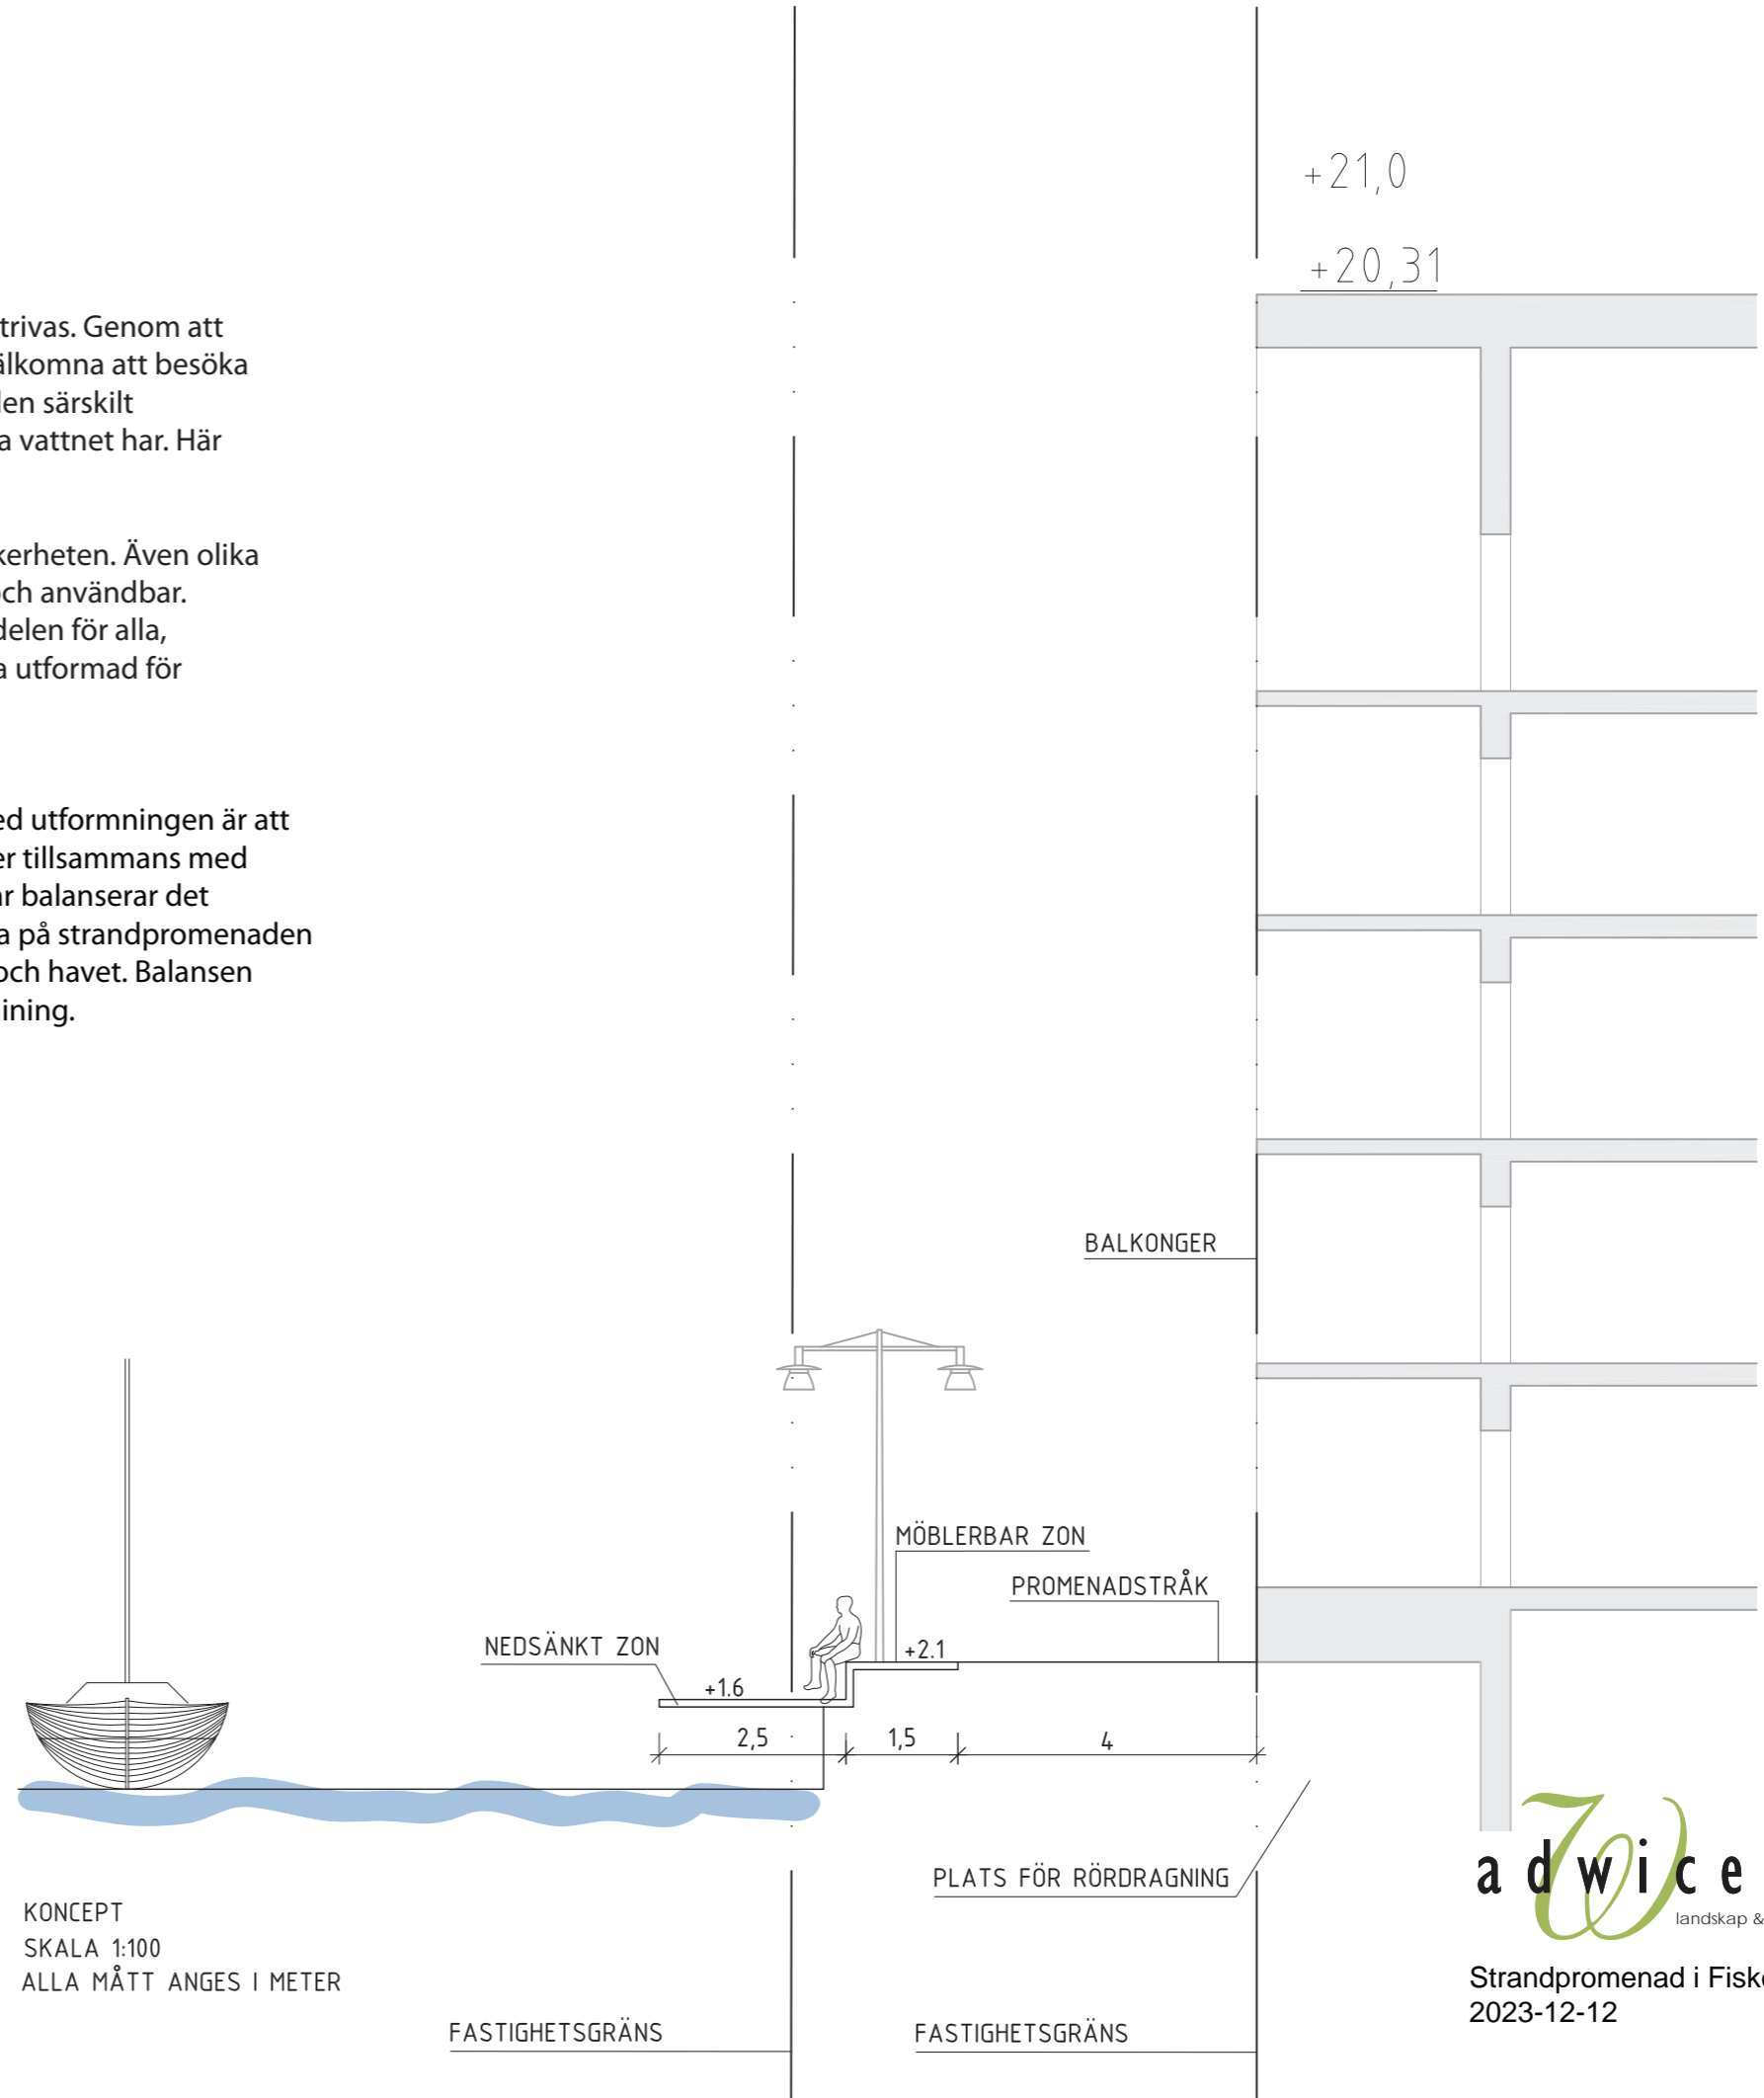 +21,0
+20,31
trivas. Genom att
älkomna att besöka
len särskilt
a vattnet har. Här
kerheten. Även olika
och användbar.
delen för alla,
a utformad för
ed utformningen är att
er tillsammans med
ar balanserar det
a på strandpromenaden
och havet. Balansen
ining.
BALKONGER
MÖBLERBAR ZON
PROMENADSTRÅK
NEDSÄNKT ZON
+2.1
+1.6
2,5
1,5
4
PLATS FÖR RÖRDRAGNING
adwice
landskap &
KONCEPT
SKALA 1:100
ALLA MÅTT ANGES I METER
Strandpromenad i Fiske
2023-12-12
FASTIGHETSGRÄNS
FASTIGHETSGRÄNS